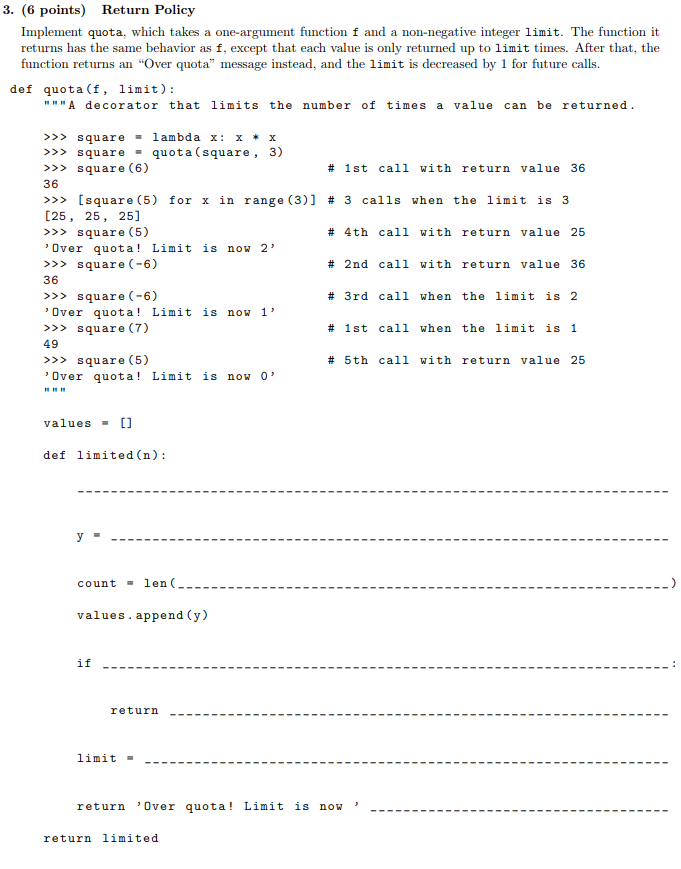 3. (6 points) Return Policy
Implement quota, which takes a one-argument function f and a non-negative integer limit. The function it
returns has the same behavior as f, except that each value is only returned up to limit times. After that, the
function returns an “Over quota” message instead, and the limit is decreased by 1 for future calls.
def quota(f, limit):
"""A decorator that limits the number of times a value can be returned.
>>> square = lambda x: x * x
>>> square = quota(square, 3)
>>> square(6) # 1st call with return value 36
36
>>> [square(5) for x in range(3)] # 3 calls when the limit is 3
[25, 25, 25]
>>> square(5) # 4th call with return value 25
’Over quota! Limit is now 2’
>>> square(-6) # 2nd call with return value 36
36
>>> square(-6) # 3rd call when the limit is 2
’Over quota! Limit is now 1’
>>> square(7) # 1st call when the limit is 1
49
>>> square(5) # 5th call with return value 25
’Over quota! Limit is now 0’
"""
values = []
def limited(n):
______________________________________________________________________
y = __________________________________________________________________
count = len(__________________________________________________________)
values.append(y)
if ___________________________________________________________________:
return ___________________________________________________________
limit = ______________________________________________________________
return ’Over quota! Limit is now ’ ___________________________________
return limited